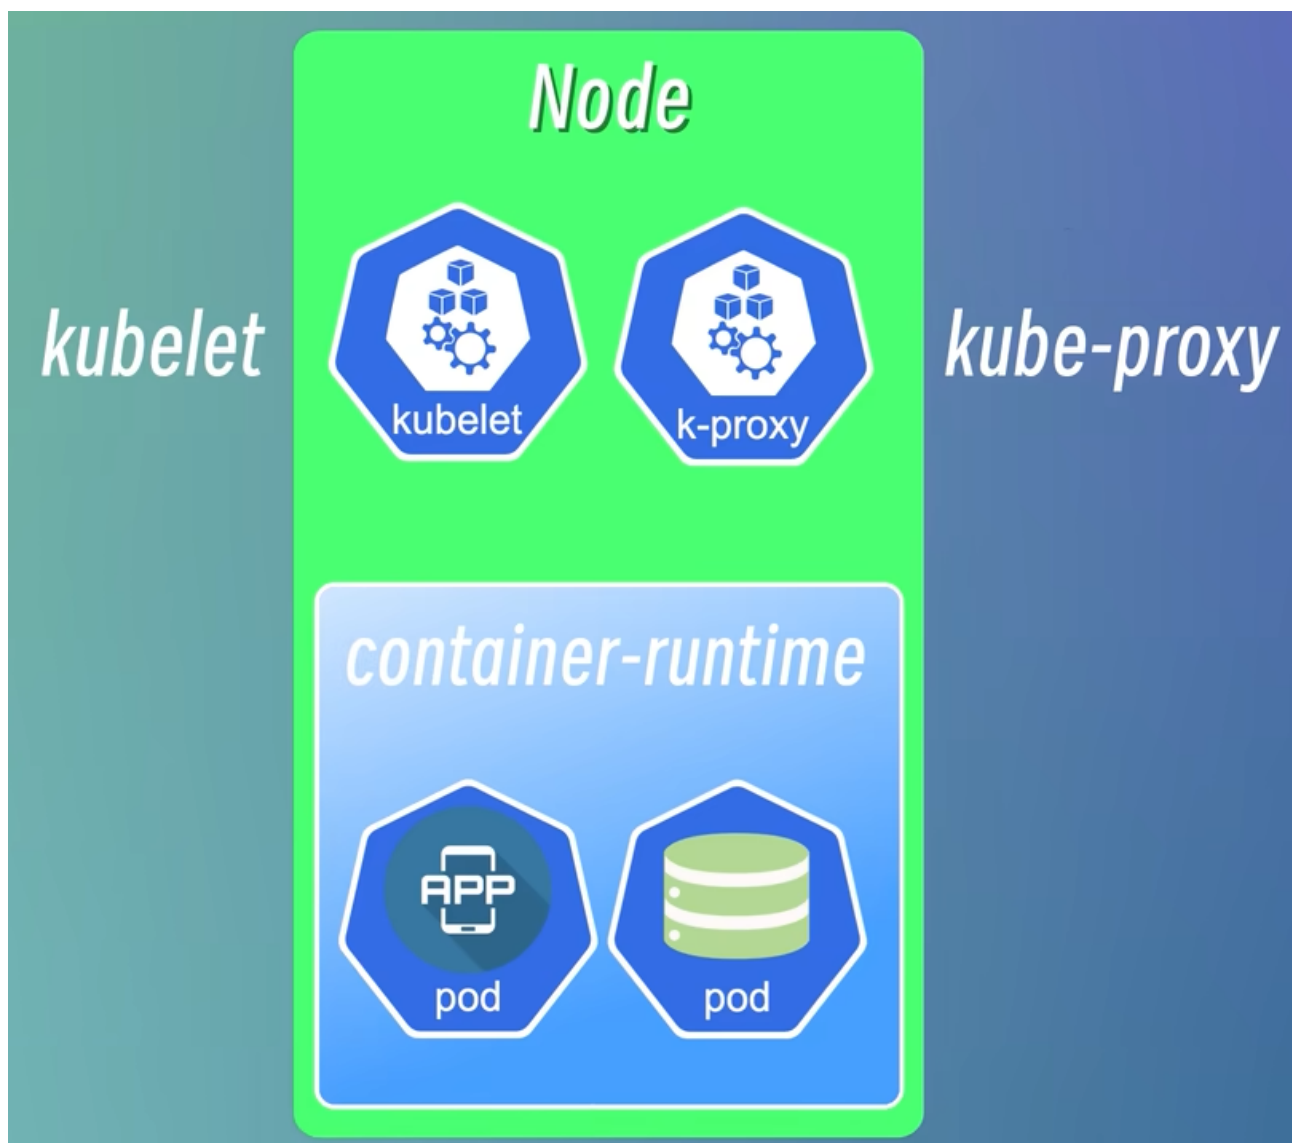 Node
kubelet
kubelet
k-proxy
kube-proxy
container-runtime
APP
pod
pod